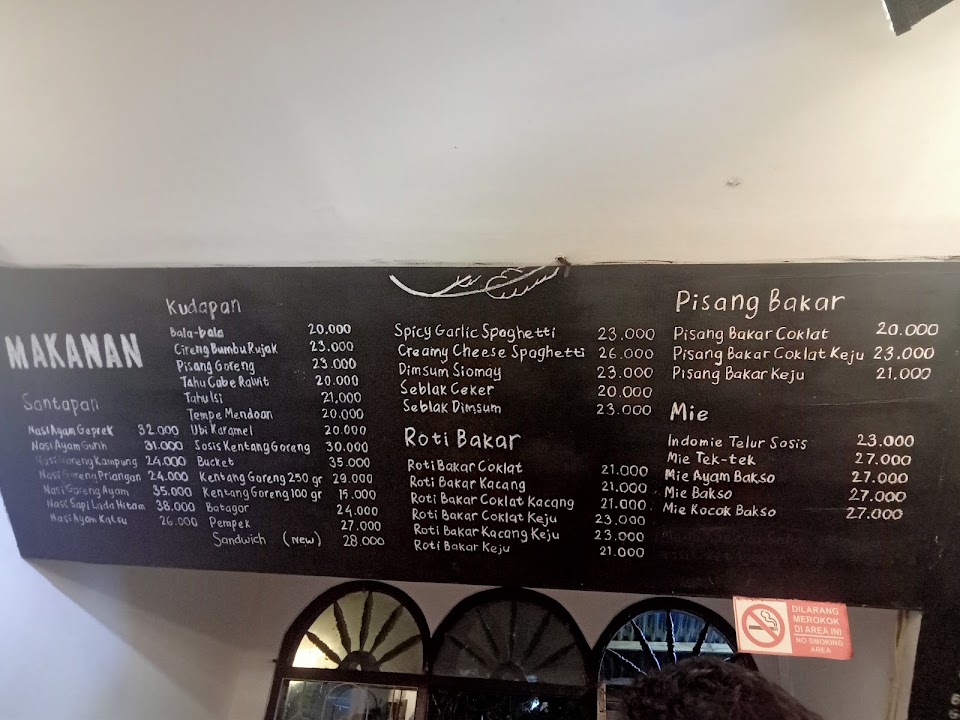 MAKANAN
Santapan
Nasi Ayam Geprek 32.000
Nasi Ayam Gurih 31.000
Nasi Goreng Kampung 24.000
Nasi Goreng Priangan 24.000
Nasi Goreng Ayam 35.000
Nasi Sapi Lada Hitam 38.000
Nasi Ayam Katsu 26.000
Kudapan
Bala-bala 20.000
Cireng Bumbu Rujak 23.000
Pisang Goreng 23.000
Tahu Cabe Rawit 20.000
Tahu Isi 21.000
Tempe Mendoan 20.000
Ubi Karamel 20.000
Sosis Kentang Goreng 30.000
Bucket 35.000
Kentang Goreng 250 gr 29.000
Kentang Goreng 100 gr 15.000
Batagor 24.000
Pempek 27.000
Sandwich (new) 28.000
Spicy Garlic Spaghetti 23.000
Creamy Cheese Spaghetti 26.000
Dimsum Siomay 23.000
Seblak Ceker 20.000
Seblak Dimsum 23.000
Roti Bakar
Roti Bakar Coklat 21.000
Roti Bakar Kacang 21.000
Roti Bakar Coklat Kacang 21.000
Roti Bakar Coklat Keju 23.000
Roti Bakar Kacang Keju 23.000
Roti Bakar Keju 21.000
Pisang Bakar
Pisang Bakar Coklat 20.000
Pisang Bakar Coklat Keju 23.000
Pisang Bakar Keju 21.000
Mie
Indomie Telur Sosis 23.000
Mie Tek-tek 27.000
Mie Ayam Bakso 27.000
Mie Bakso 27.000
Mie Kocok Bakso 27.000
DILARANG
MEROKOK
DI AREA INI
NO SMOKING
AREA